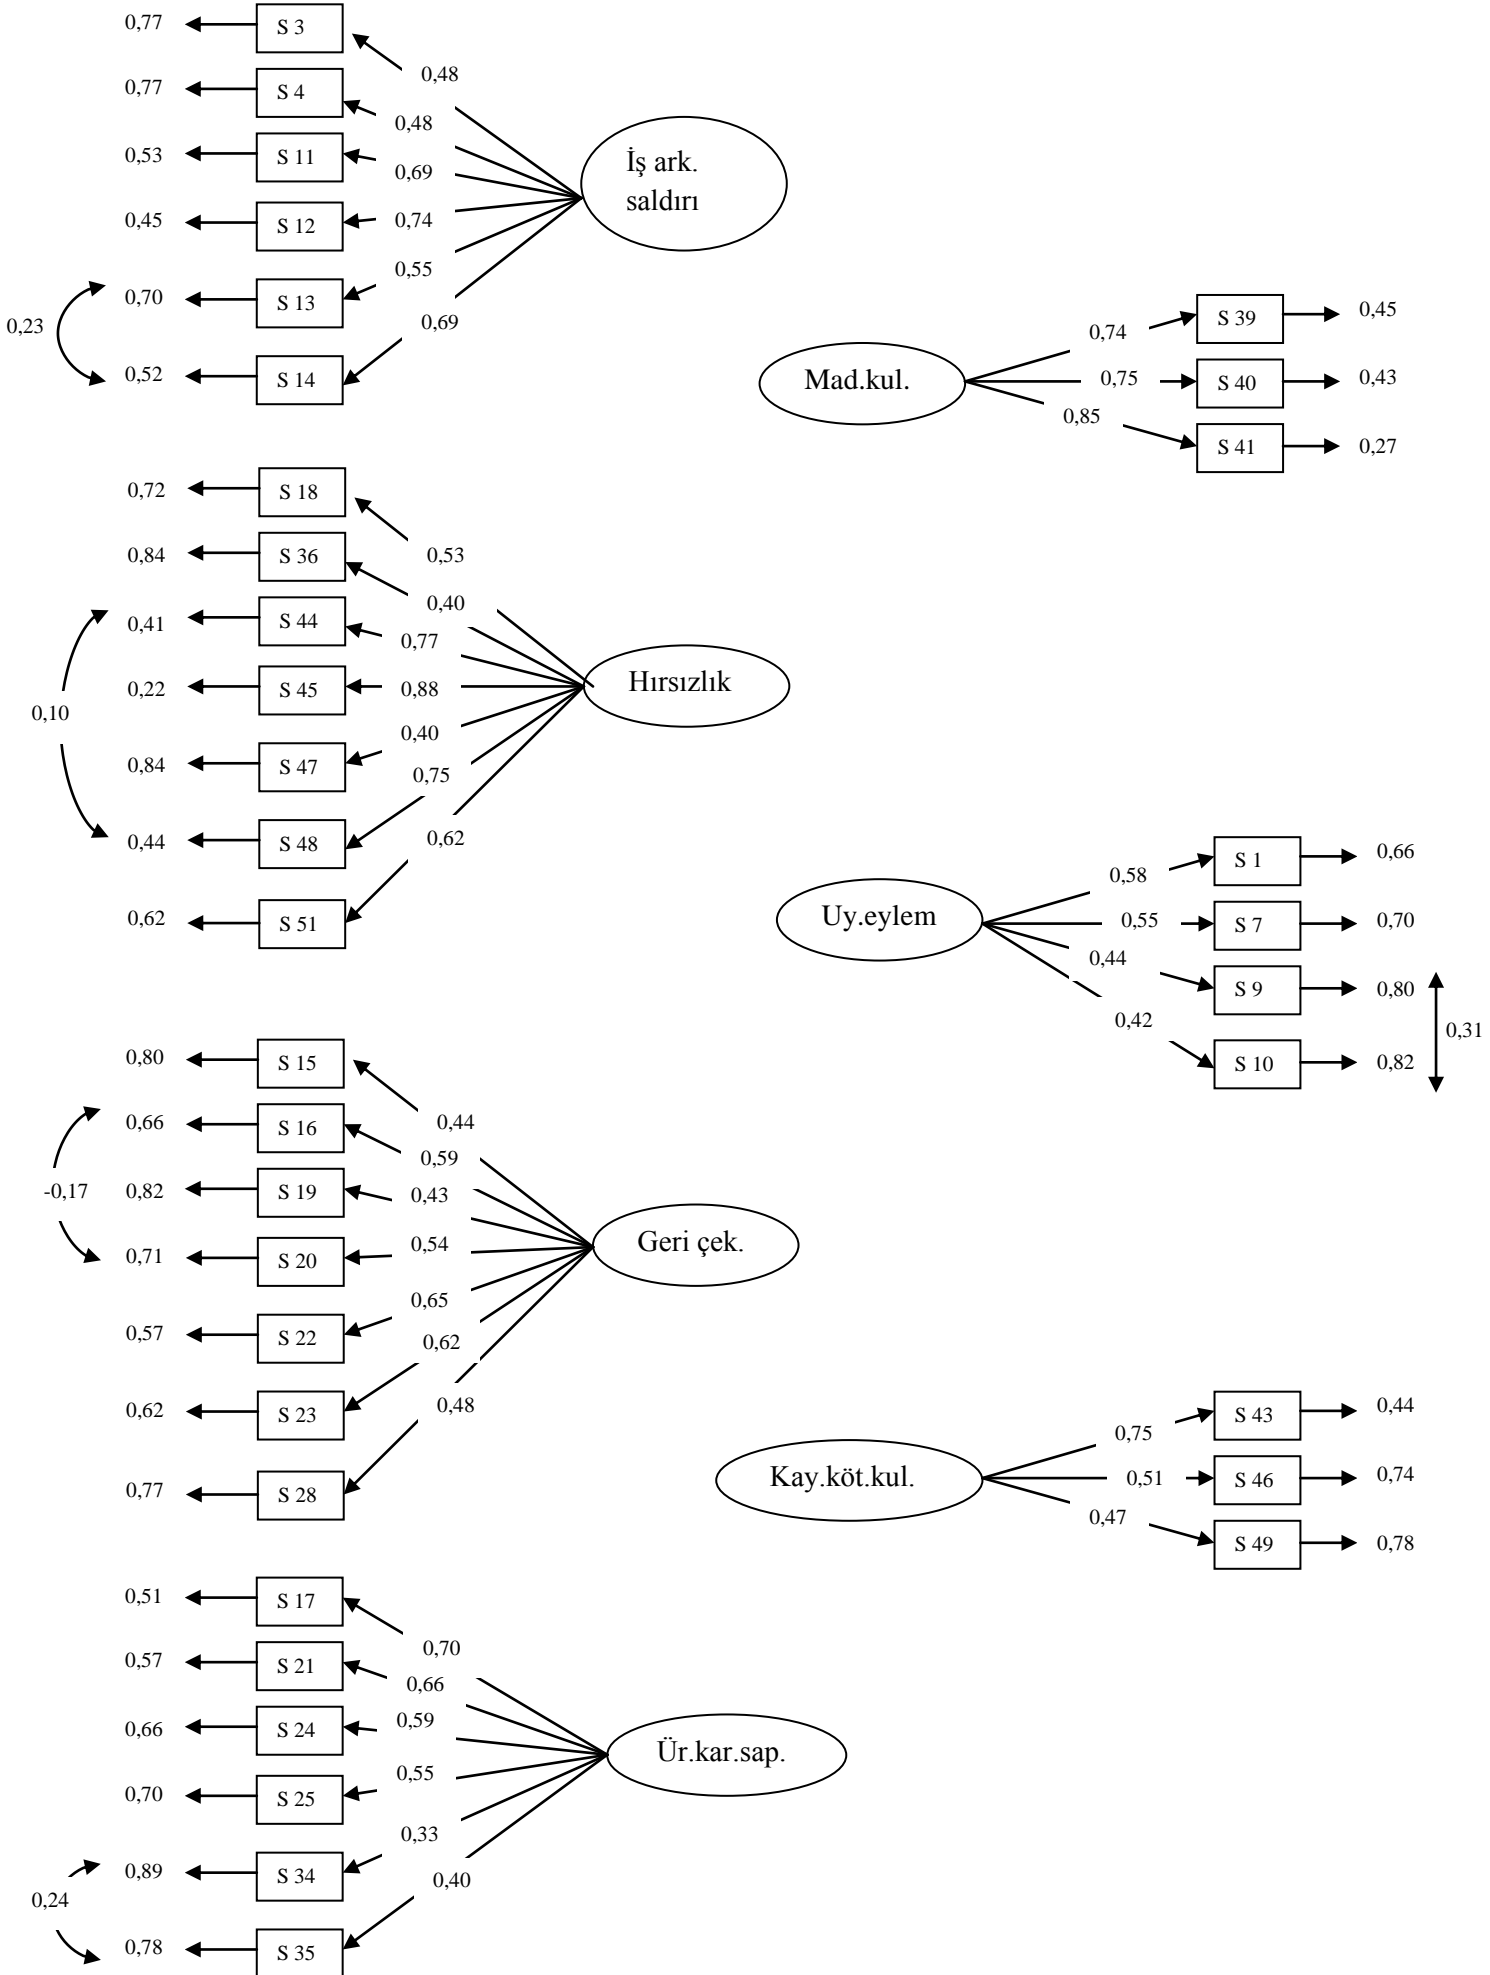 0,77
S 3
0,48
0,77
S 4
0,48
0,53
S 11
0,69
İş ark.
saldırı
0,45
S 12
0,74
0,55
0,70
S 13
0,23
0,69
0,52
S 14
Mad.kul.
0,74
S 39
0,45
0,75
S 40
0,43
0,85
S 41
0,27
0,72
S 18
0,53
0,84
S 36
0,40
0,41
S 44
0,77
0,22
S 45
0,88
Hırsızlık
0,10
0,40
0,84
S 47
0,75
0,44
S 48
0,62
0,62
S 51
Uy.eylem
0,58
S 1
0,66
0,55
S 7
0,70
0,44
S 9
0,80
0,42
S 10
0,82
0,31
0,80
S 15
0,44
0,66
S 16
0,59
-0,17
0,82
S 19
0,43
0,71
S 20
0,54
Geri çek.
0,65
0,57
S 22
0,62
0,62
S 23
0,48
0,77
S 28
Kay.köt.kul.
0,75
S 43
0,44
0,51
S 46
0,74
0,47
S 49
0,78
0,51
S 17
0,70
0,57
S 21
0,66
0,66
S 24
0,59
Ür.kar.sap.
0,70
S 25
0,55
0,33
0,89
S 34
0,24
0,40
0,78
S 35